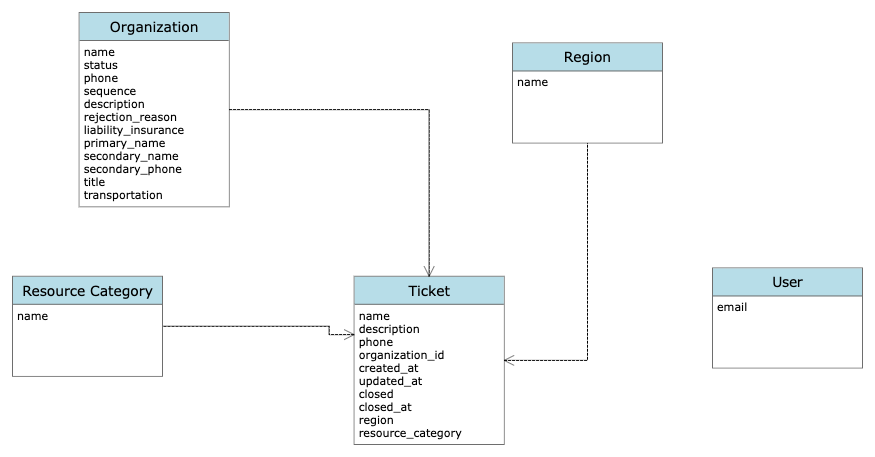 Organization
name
status
phone
sequence
description
rejection_reason
liability_insurance
primary_name
secondary_name
secondary_phone
title
transportation
Region
name
Resource Category
name
Ticket
name
description
phone
organization_id
created_at
updated_at
closed
closed_at
region
resource_category
User
email